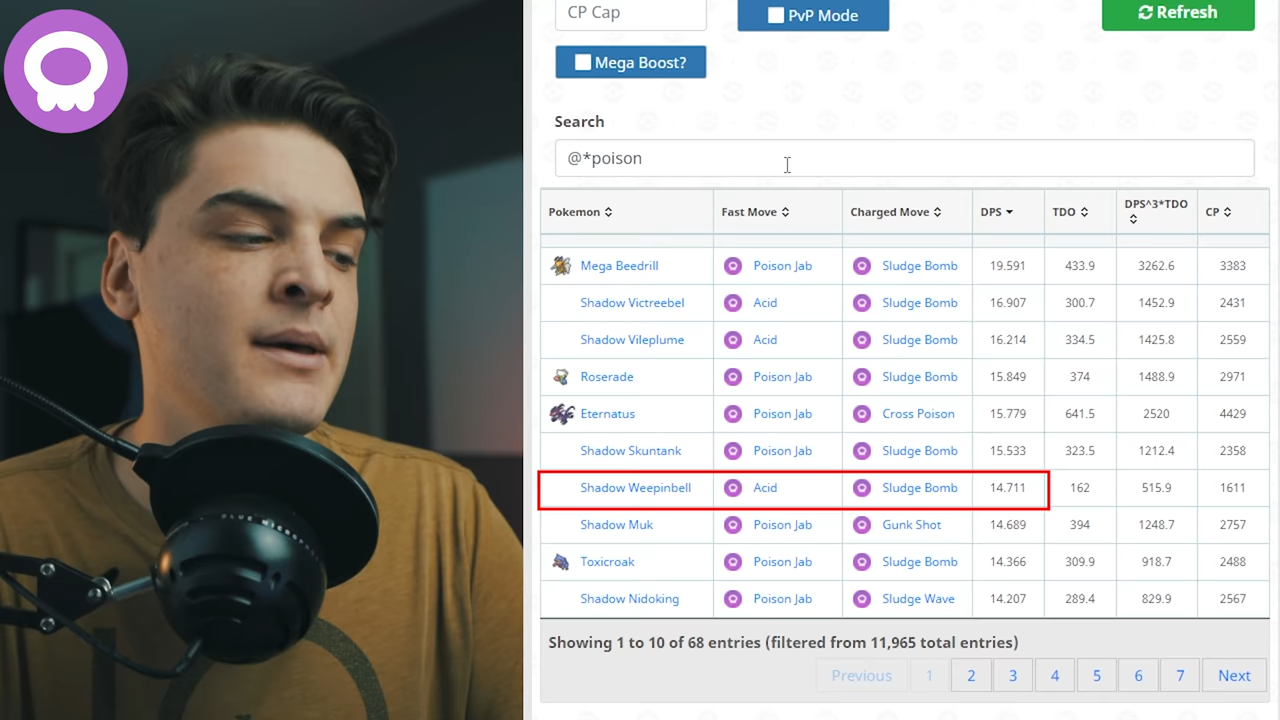 CP Cap
PvP Mode
Refresh
Mega Boost?
Search
@*poison
Pokemon Fast Move Charged Move DPS TDO DPS^3*TDO CP
Mega Beedrill Poison Jab Sludge Bomb 19.591 433.9 3262.6 3383
Shadow Victreebel Acid Sludge Bomb 16.907 300.7 1452.9 2431
Shadow Vileplume Acid Sludge Bomb 16.214 334.5 1425.8 2559
Roserade Poison Jab Sludge Bomb 15.849 374 1488.9 2971
Eternatus Poison Jab Cross Poison 15.779 641.5 2520 4429
Shadow Skuntank Poison Jab Sludge Bomb 15.533 323.5 1212.4 2358
Shadow Weepinbell Acid Sludge Bomb 14.711 162 515.9 1611
Shadow Muk Poison Jab Gunk Shot 14.689 394 1248.7 2757
Toxicroak Poison Jab Sludge Bomb 14.366 309.9 918.7 2488
Shadow Nidoking Poison Jab Sludge Wave 14.207 289.4 829.9 2567
Showing 1 to 10 of 68 entries (filtered from 11,965 total entries)
Previous 1 2 3 4 5 6 7 Next